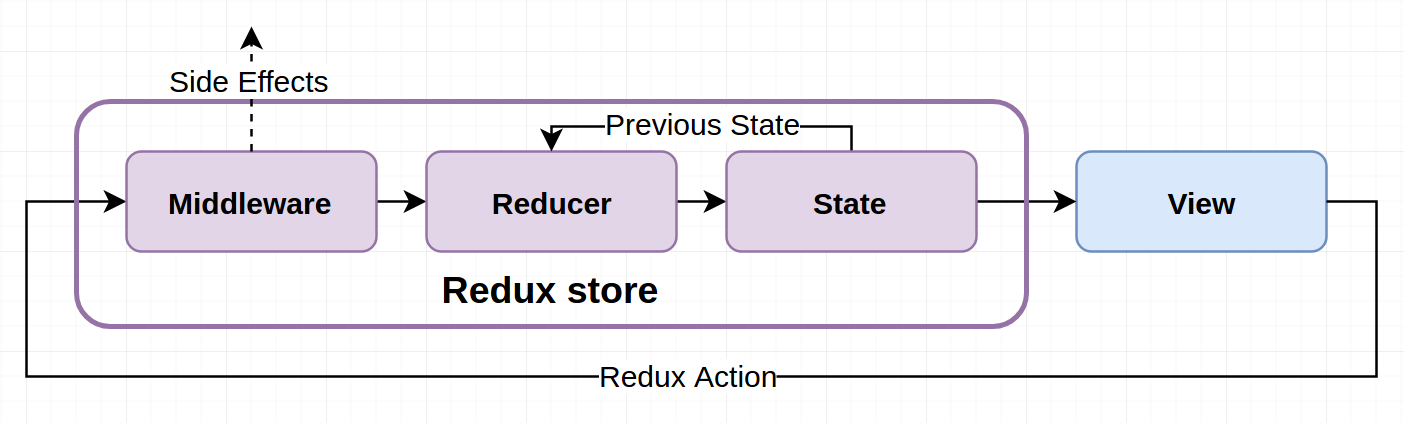 Side Effects
Previous State
Middleware
Reducer
State
View
Redux store
Redux Action